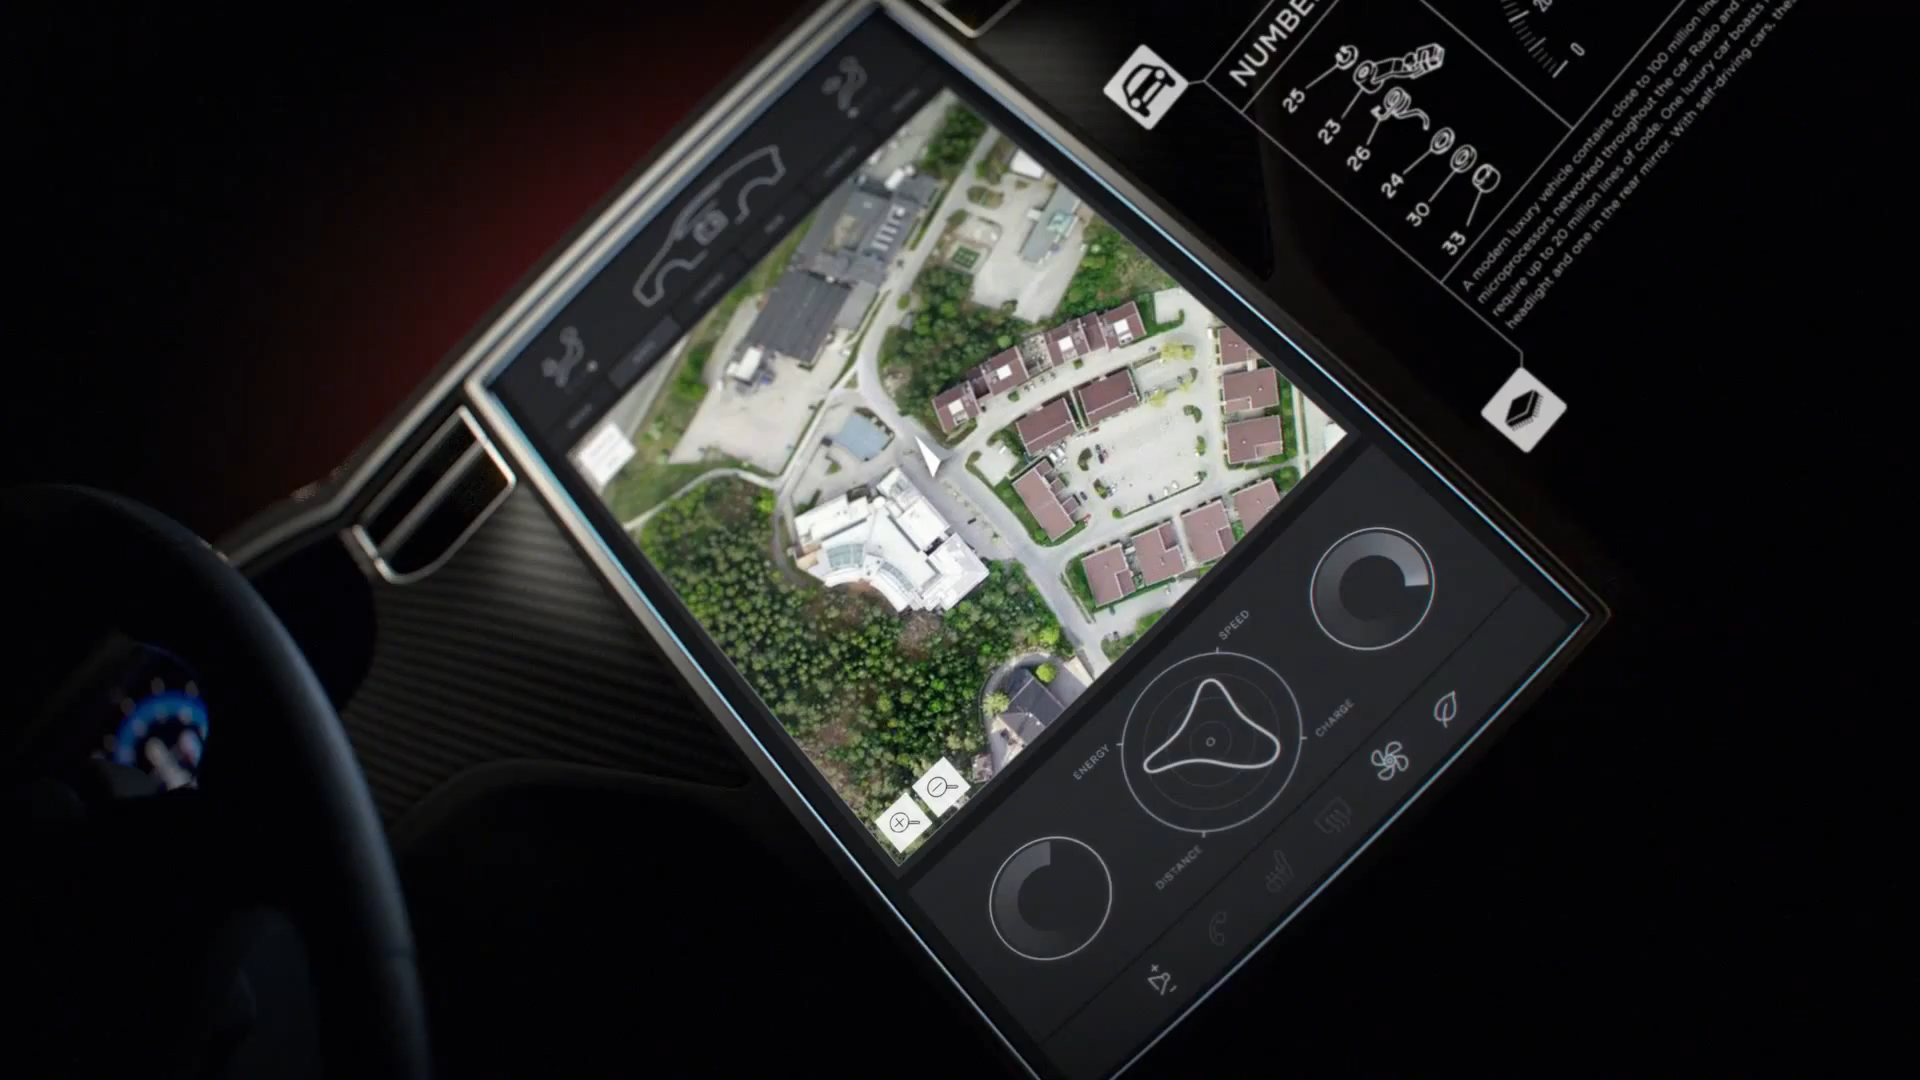 NUMBE
25
23
26
24
30
33
0
A modern luxury vehicle contains close to 100 million line
microprocessors networked throughout the car. Radio and
require up to 20 million lines of code. One luxury car boasts
headlight and one in the rear mirror. With self-driving cars, the
SPEED
ENERGY
CHARGE
DISTANCE